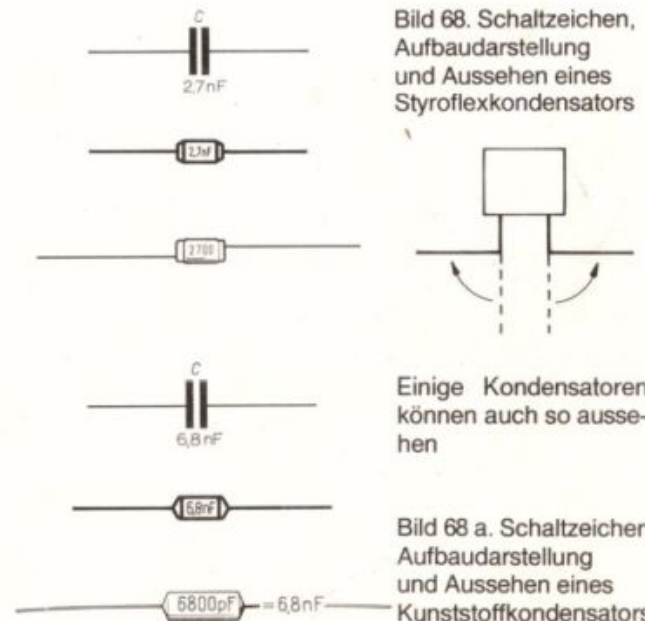 C
2,7nF
2,7nF
2700
Bild 68. Schaltzeichen,
Aufbaudarstellung
und Aussehen eines
Styroflexkondensators
C
6,8nF
6,8nF
6800pF = 6,8nF
Einige Kondensatoren
können auch so ausse-
hen
Bild 68 a. Schaltzeichen
Aufbaudarstellung
und Aussehen eines
Kunststoffkondensators